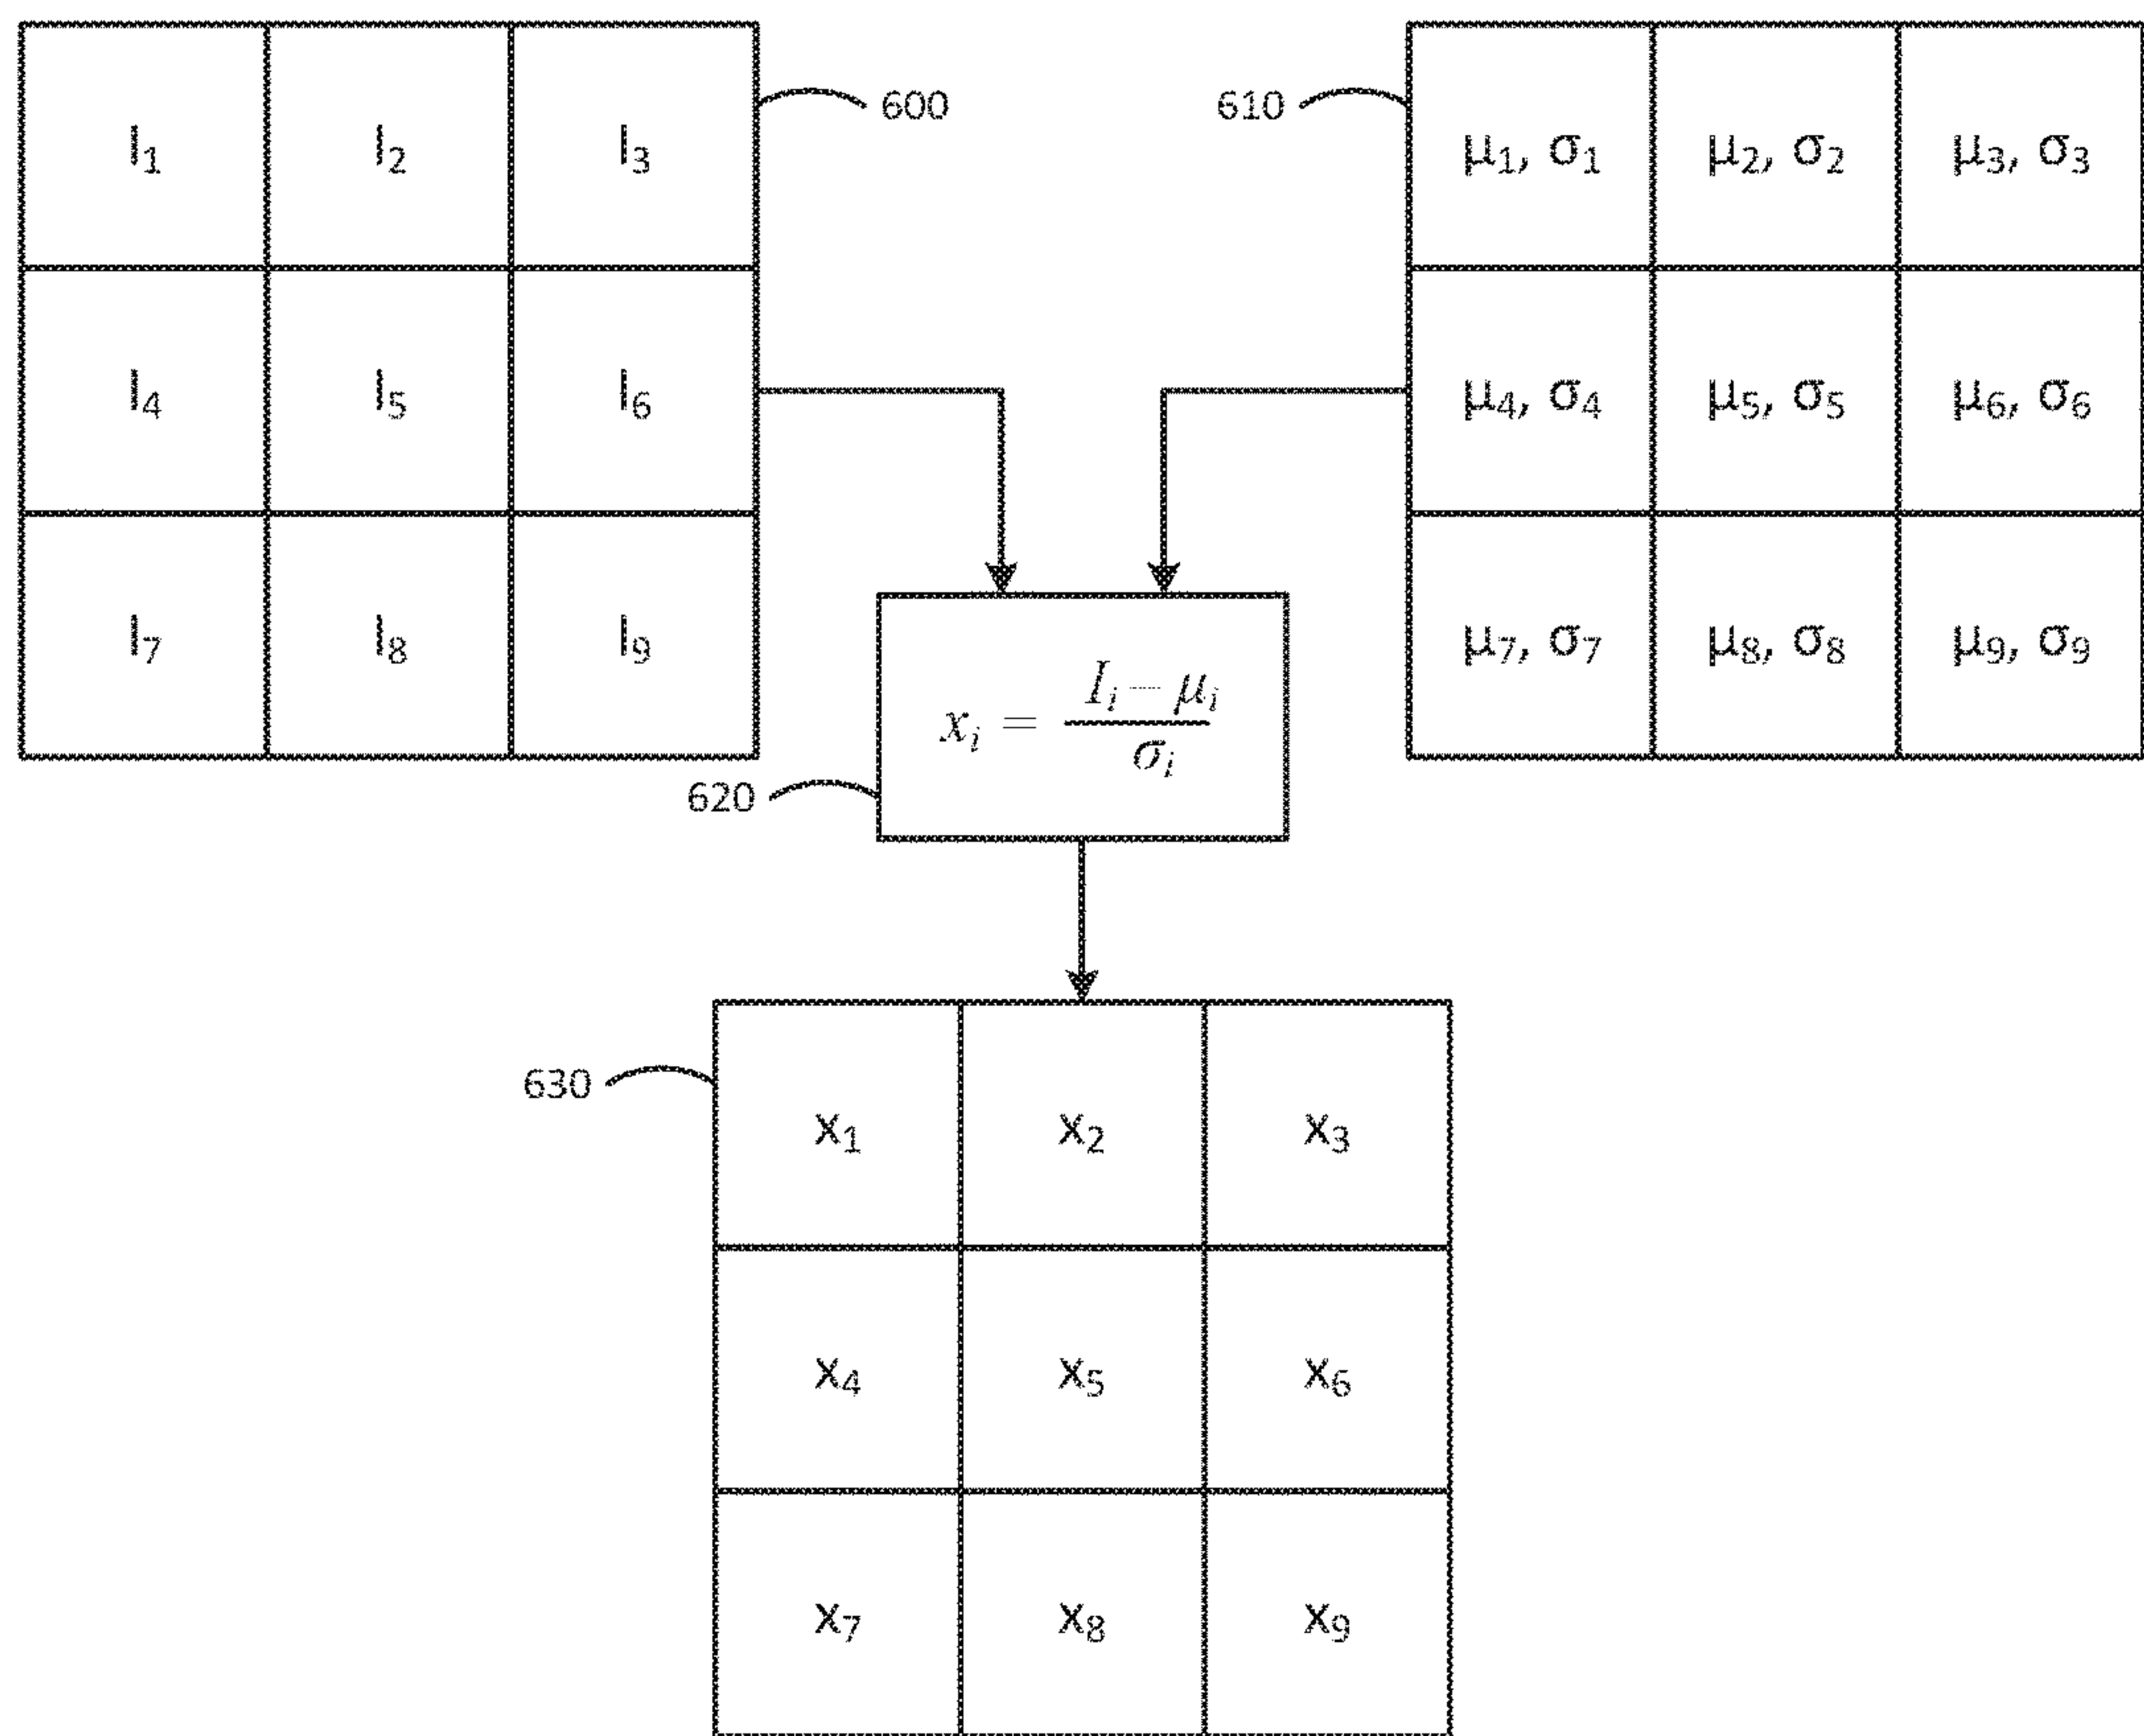 I₁ I₂ I₃ 600
610 μ₁, σ₁ μ₂, σ₂ μ₃, σ₃
I₄ I₅ I₆
μ₄, σ₄ μ₅, σ₅ μ₆, σ₆
I₇ I₈ I₉
μ₇, σ₇ μ₈, σ₈ μ₉, σ₉
xᵢ = (Iᵢ − μᵢ) / σᵢ
620
630
x₁ x₂ x₃
x₄ x₅ x₆
x₇ x₈ x₉